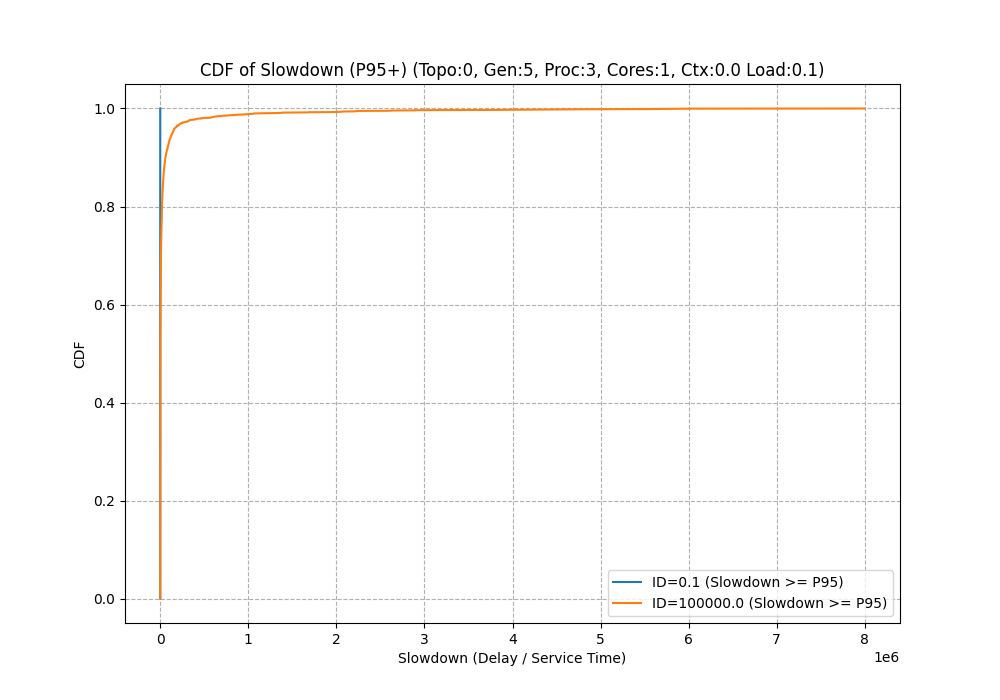 CDF of Slowdown (P95+) (Topo:0, Gen:5, Proc:3, Cores:1, Ctx:0.0 Load:0.1)
CDF
1.0
0.8
0.6
0.4
0.2
0.0
ID=0.1 (Slowdown >= P95)
ID=100000.0 (Slowdown >= P95)
0 1 2 3 4 5 6 7 8
1e6
Slowdown (Delay / Service Time)